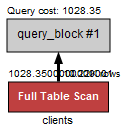 Query cost: 1028.35
query_block #1
Full Table Scan
clients